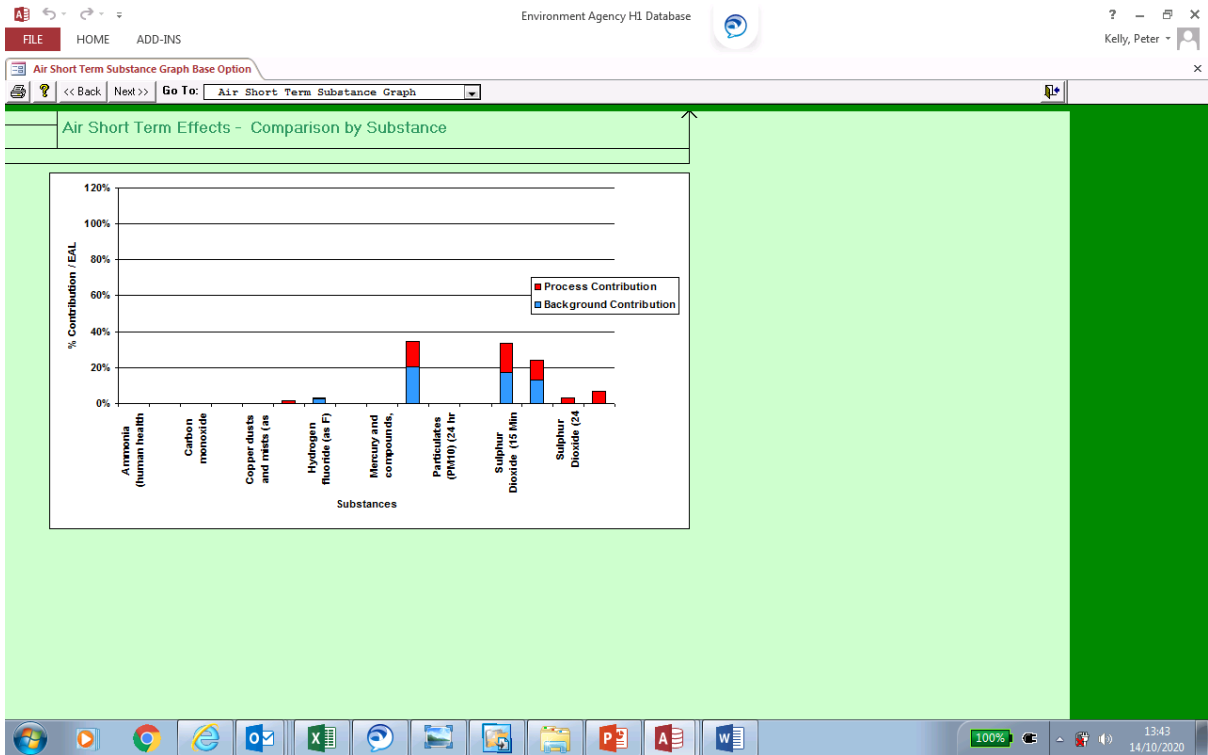 Environment Agency H1 Database
? 
FILE HOME ADD-INS
Kelly, Peter
Air Short Term Substance Graph Base Option
<< Back Next >> Go To: Air Short Term Substance Graph
Air Short Term Effects - Comparison by Substance
120%
100%
80%
60%
40%
20%
0%
% Contribution / EAL
Process Contribution
Background Contribution
Ammonia
(human health
Carbon
monoxide
Copper dusts
and mists (as
Hydrogen
fluoride (as F)
Mercury and
compounds,
Particulates
(PM10) (24 hr
Sulphur
Dioxide (15 Min
Sulphur
Dioxide (24
Substances
100%
13:43
14/10/2020